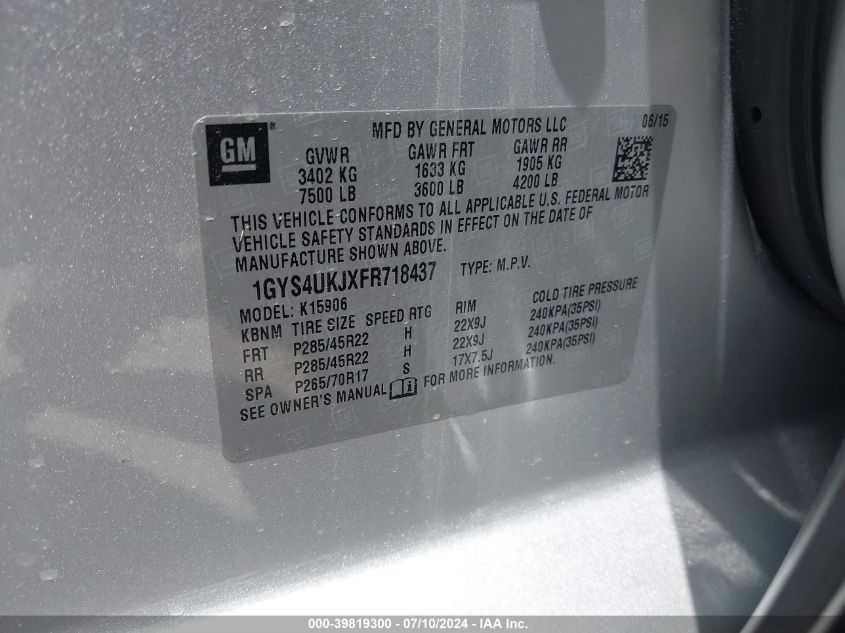 GM
MFD BY GENERAL MOTORS LLC 06/15
GVWR GAWR FRT GAWR RR
3402 KG 1633 KG 1905 KG
7500 LB 3600 LB 4200 LB
THIS VEHICLE CONFORMS TO ALL APPLICABLE U.S. FEDERAL MOTOR
VEHICLE SAFETY STANDARDS IN EFFECT ON THE DATE OF
MANUFACTURE SHOWN ABOVE.
1GYS4UKJXFR718437 TYPE: M.P.V.
MODEL: K15906
KBNM TIRE SIZE SPEED RTG RIM COLD TIRE PRESSURE
FRT P285/45R22 H 22X9J 240KPA(35PSI)
RR P285/45R22 H 22X9J 240KPA(35PSI)
SPA P265/70R17 S 17X7.5J 240KPA(35PSI)
SEE OWNER'S MANUAL i FOR MORE INFORMATION.
000-39819300 - 07/10/2024 - IAA Inc.